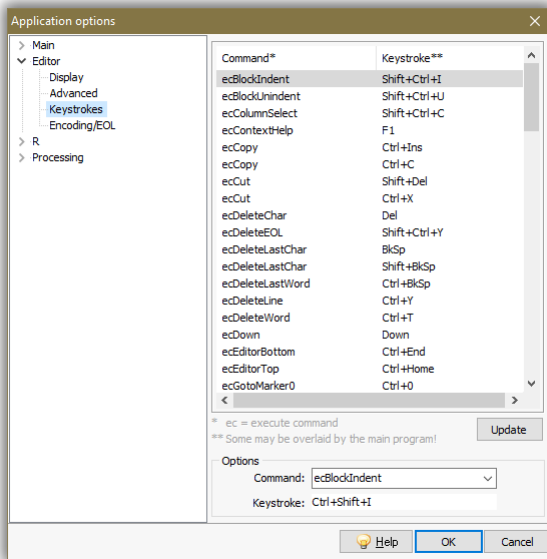 Application options
Main
Editor
Display
Advanced
Keystrokes
Encoding/EOL
R
Processing
Command* Keystroke**
ecBlockIndent Shift+Ctrl+I
ecBlockUnindent Shift+Ctrl+U
ecColumnSelect Shift+Ctrl+C
ecContextHelp F1
ecCopy Ctrl+Ins
ecCopy Ctrl+C
ecCut Shift+Del
ecCut Ctrl+X
ecDeleteChar Del
ecDeleteEOL Shift+Ctrl+Y
ecDeleteLastChar BkSp
ecDeleteLastChar Shift+BkSp
ecDeleteLastWord Ctrl+BkSp
ecDeleteLine Ctrl+Y
ecDeleteWord Ctrl+T
ecDown Down
ecEditorBottom Ctrl+End
ecEditorTop Ctrl+Home
ecGotoMarker0 Ctrl+0
* ec = execute command
** Some may be overlaid by the main program!
Update
Options
Command: ecBlockIndent
Keystroke: Ctrl+Shift+I
Help OK Cancel